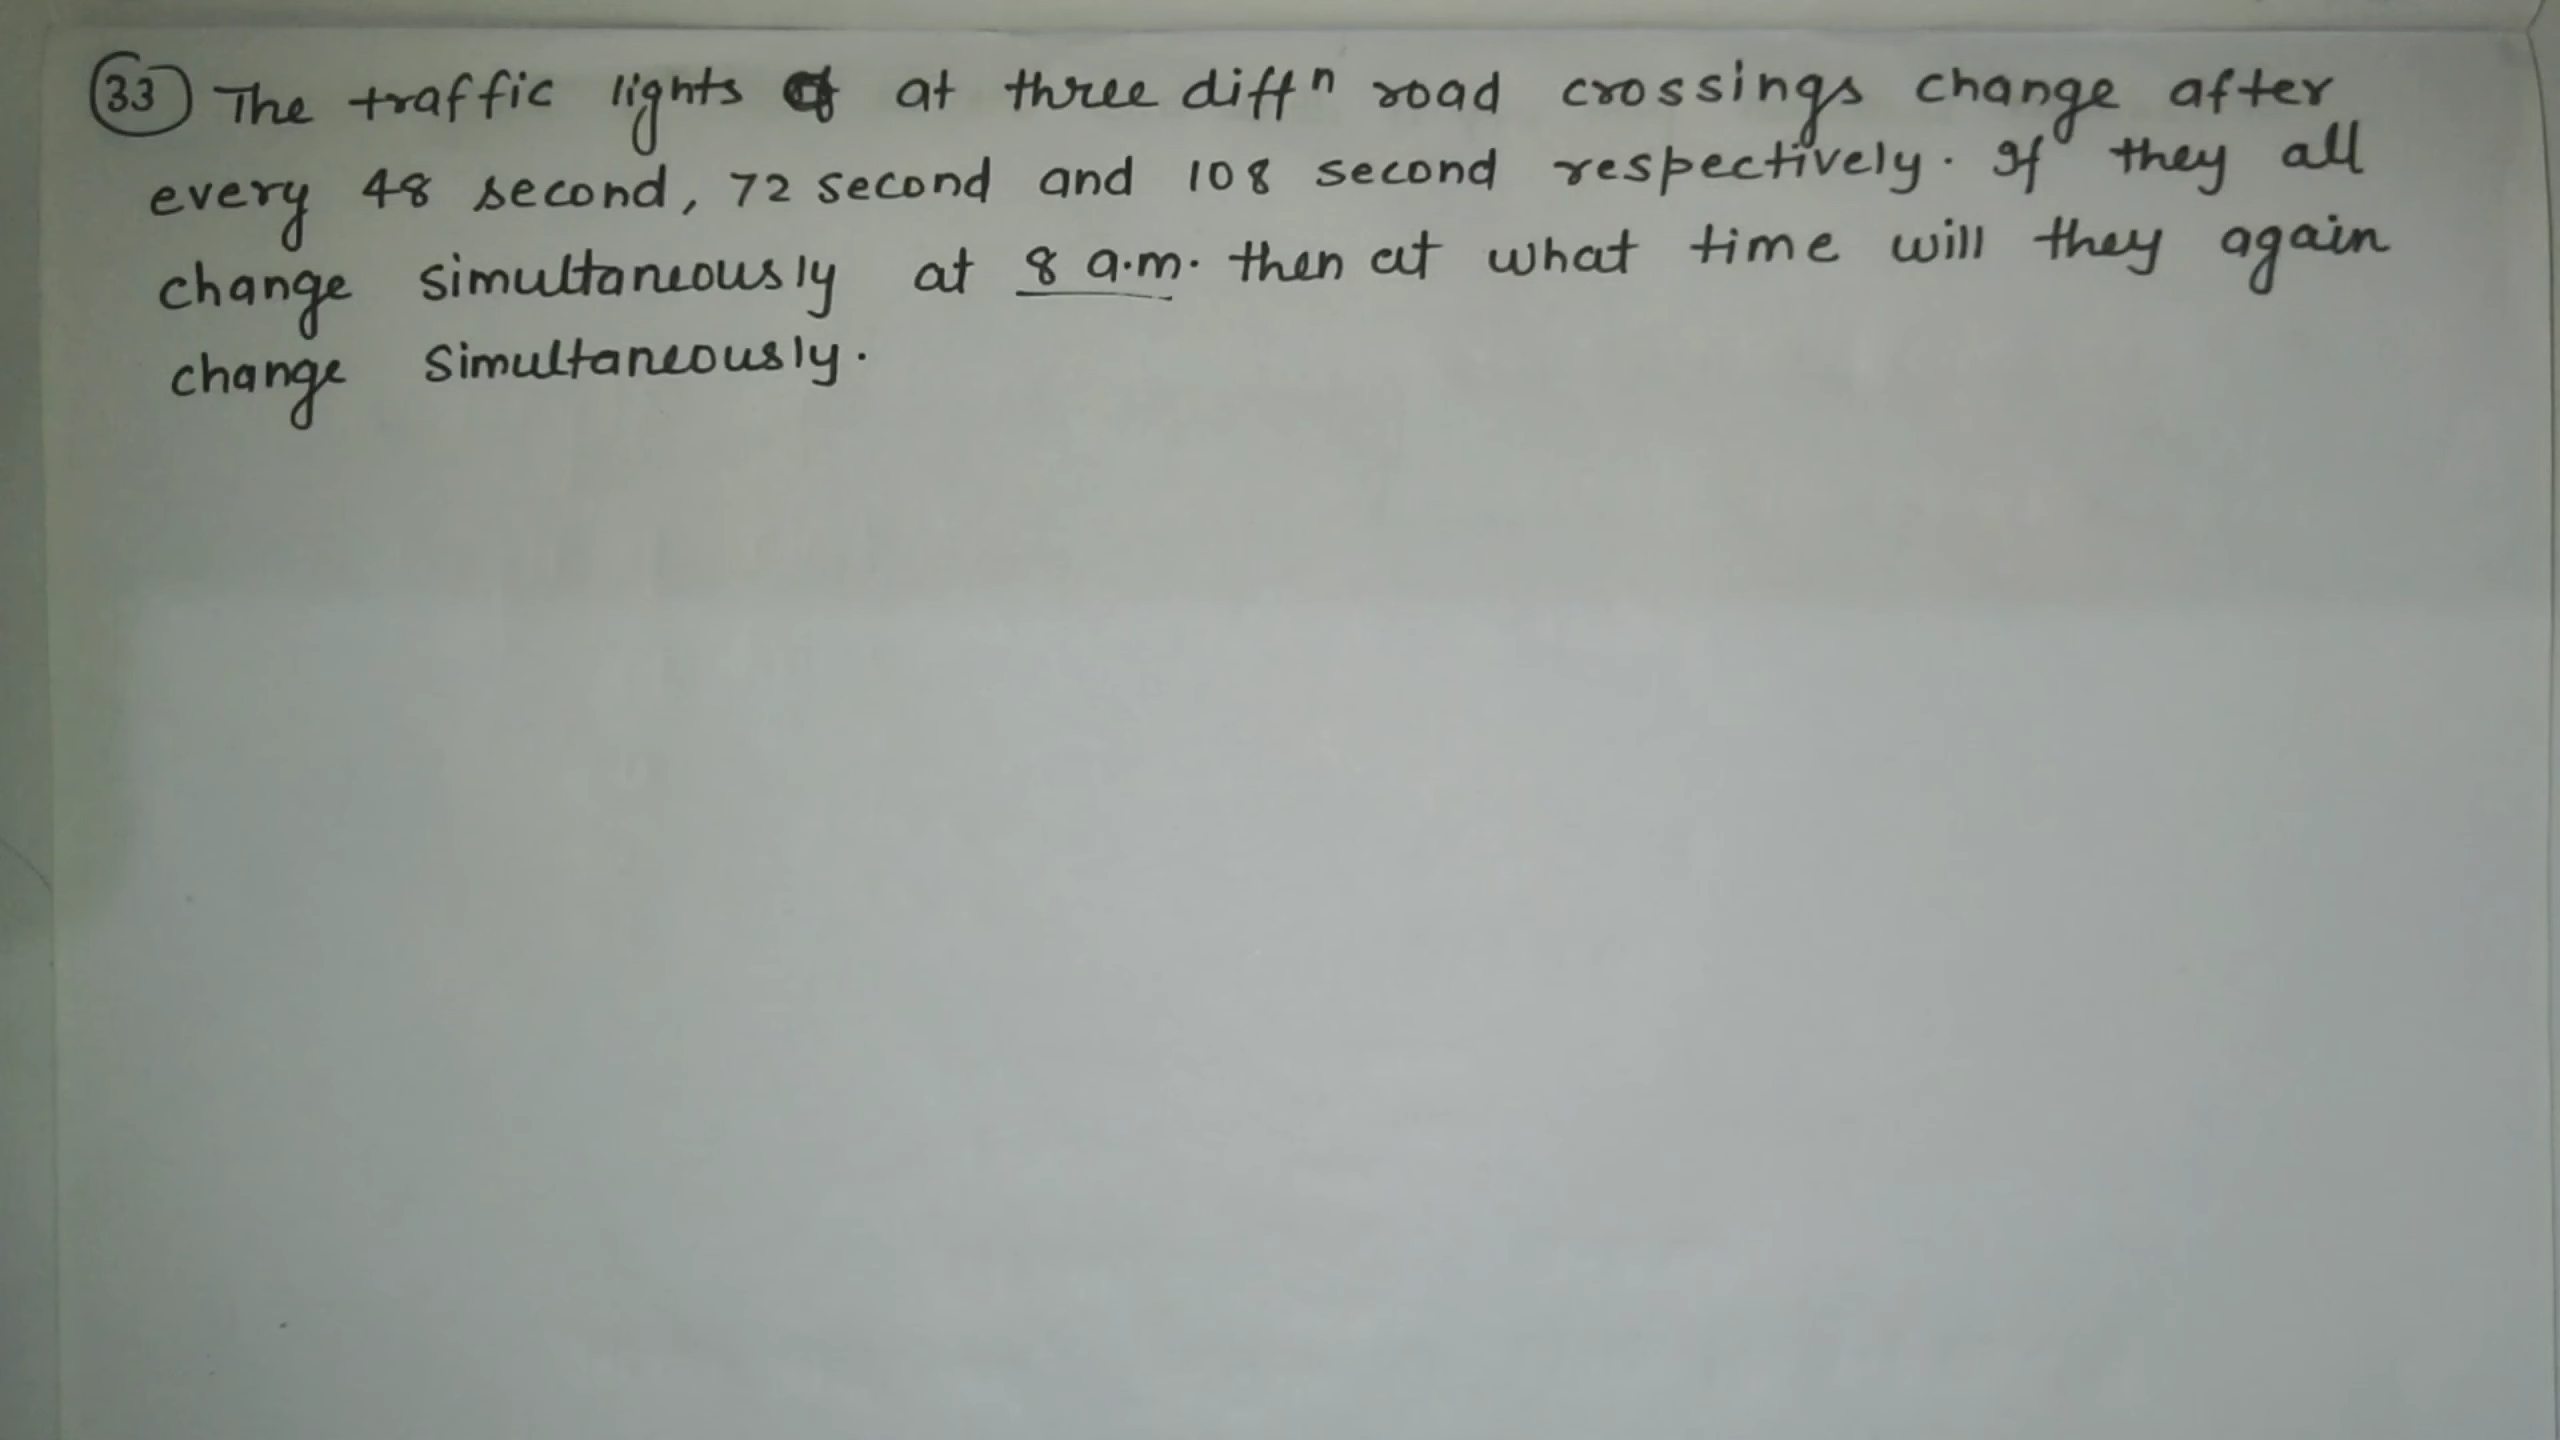 33 The traffic lights at three diffn road crossings change after
every 48 second, 72 second and 108 second respectively. If they all
change simultaneously at 8 a.m. then at what time will they again
change simultaneously.